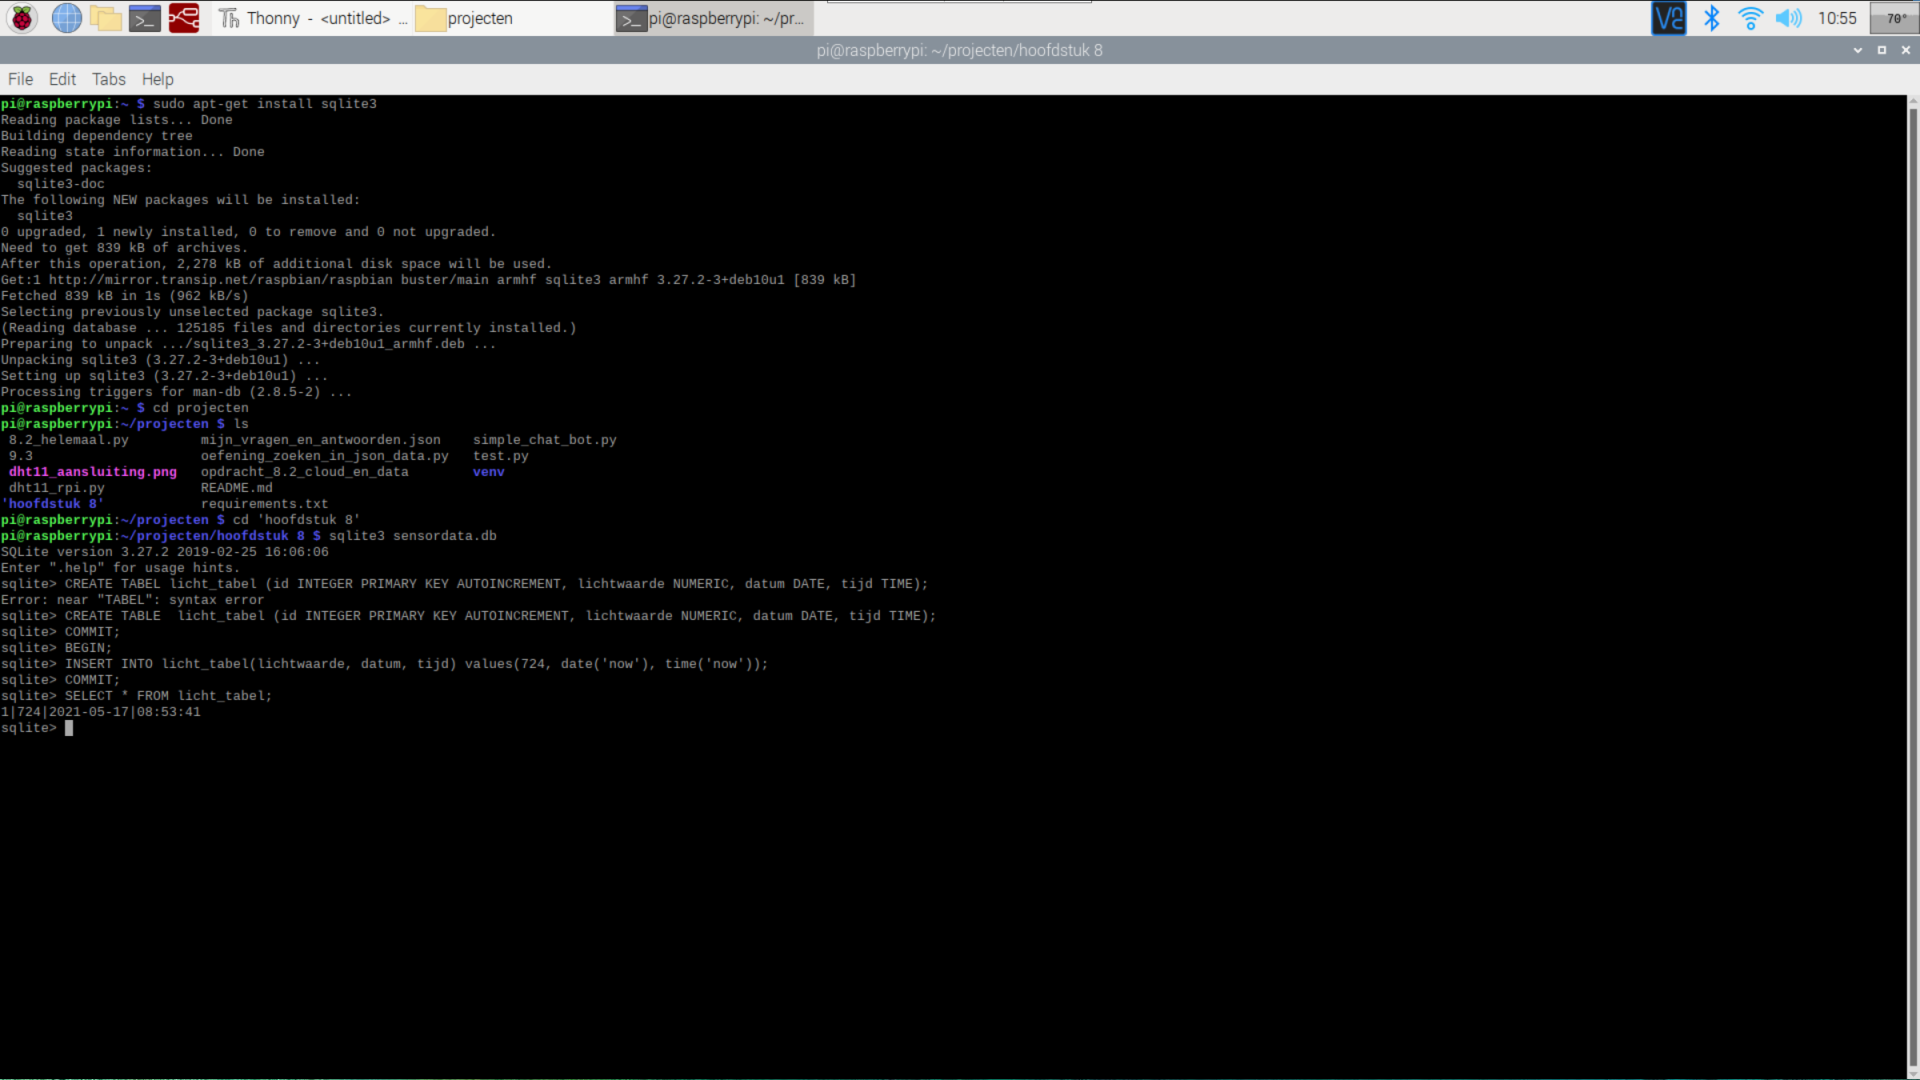 Thonny - <untitled> ...
projecten
pi@raspberrypi: ~/pr...
10:55
70°
pi@raspberrypi: ~/projecten/hoofdstuk 8
File Edit Tabs Help
pi@raspberrypi:~ $ sudo apt-get install sqlite3
Reading package lists... Done
Building dependency tree
Reading state information... Done
Suggested packages:
  sqlite3-doc
The following NEW packages will be installed:
  sqlite3
0 upgraded, 1 newly installed, 0 to remove and 0 not upgraded.
Need to get 839 kB of archives.
After this operation, 2,278 kB of additional disk space will be used.
Get:1 http://mirror.transip.net/raspbian/raspbian buster/main armhf sqlite3 armhf 3.27.2-3+deb10u1 [839 kB]
Fetched 839 kB in 1s (962 kB/s)
Selecting previously unselected package sqlite3.
(Reading database ... 125185 files and directories currently installed.)
Preparing to unpack .../sqlite3_3.27.2-3+deb10u1_armhf.deb ...
Unpacking sqlite3 (3.27.2-3+deb10u1) ...
Setting up sqlite3 (3.27.2-3+deb10u1) ...
Processing triggers for man-db (2.8.5-2) ...
pi@raspberrypi:~ $ cd projecten
pi@raspberrypi:~/projecten $ ls
 8.2_helemaal.py         mijn_vragen_en_antwoorden.json    simple_chat_bot.py
 9.3                     oefening_zoeken_in_json_data.py   test.py
 dht11_aansluiting.png   opdracht_8.2_cloud_en_data        venv
 dht11_rpi.py            README.md
'hoofdstuk 8'            requirements.txt
pi@raspberrypi:~/projecten $ cd 'hoofdstuk 8'
pi@raspberrypi:~/projecten/hoofdstuk 8 $ sqlite3 sensordata.db
SQLite version 3.27.2 2019-02-25 16:06:06
Enter ".help" for usage hints.
sqlite> CREATE TABEL licht_tabel (id INTEGER PRIMARY KEY AUTOINCREMENT, lichtwaarde NUMERIC, datum DATE, tijd TIME);
Error: near "TABEL": syntax error
sqlite> CREATE TABLE  licht_tabel (id INTEGER PRIMARY KEY AUTOINCREMENT, lichtwaarde NUMERIC, datum DATE, tijd TIME);
sqlite> COMMIT;
sqlite> BEGIN;
sqlite> INSERT INTO licht_tabel(lichtwaarde, datum, tijd) values(724, date('now'), time('now'));
sqlite> COMMIT;
sqlite> SELECT * FROM licht_tabel;
1|724|2021-05-17|08:53:41
sqlite>